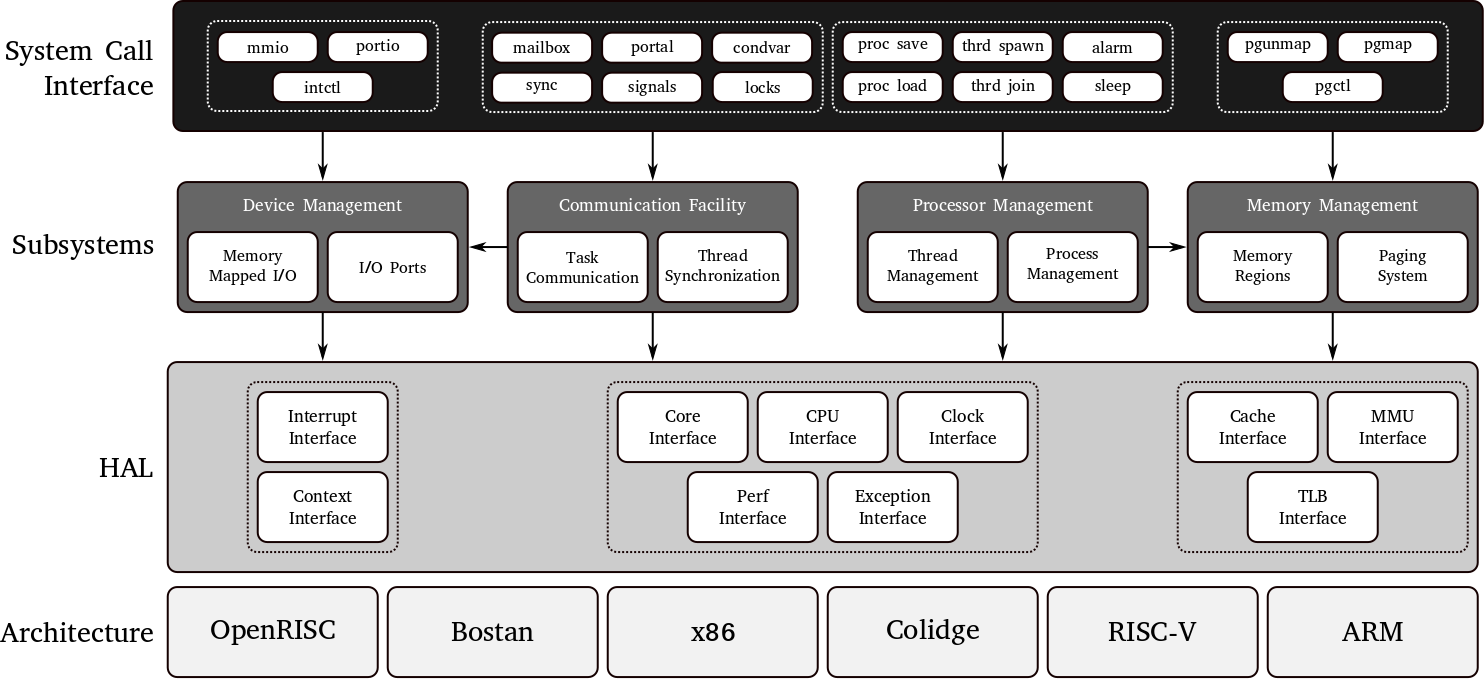 System Call
Interface
mmio
portio
intctl
mailbox
portal
condvar
sync
signals
locks
proc save
thrd spawn
alarm
proc load
thrd join
sleep
pgunmap
pgmap
pgctl
Subsystems
Device Management
Memory
Mapped I/O
I/O Ports
Communication Facility
Task
Communication
Thread
Synchronization
Processor Management
Thread
Management
Process
Management
Memory Management
Memory
Regions
Paging
System
HAL
Interrupt
Interface
Context
Interface
Core
Interface
CPU
Interface
Clock
Interface
Perf
Interface
Exception
Interface
Cache
Interface
MMU
Interface
TLB
Interface
Architecture
OpenRISC
Bostan
x86
Colidge
RISC-V
ARM